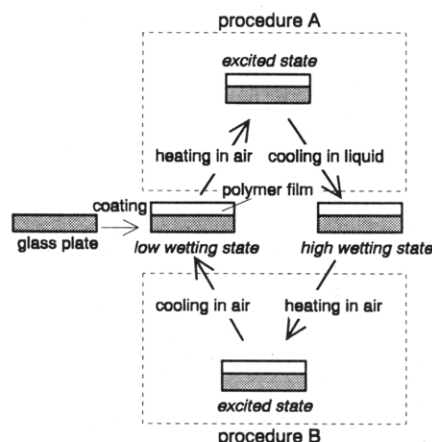 procedure A
excited state
heating in air
cooling in liquid
polymer film
coating
glass plate
low wetting state
high wetting state
cooling in air
heating in air
excited state
procedure B